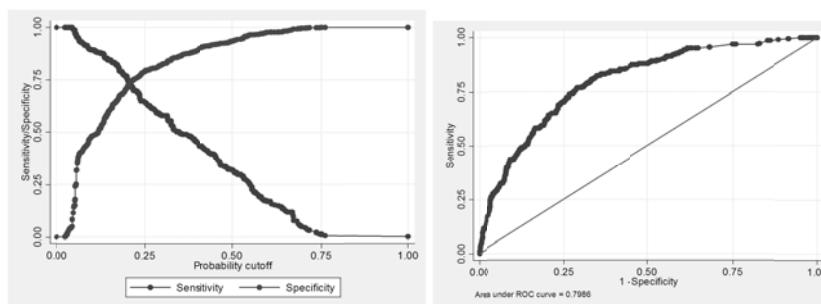 1.00
0.75
0.50
0.25
0.00
Sensitivity/Specificity
0.00 0.25 0.50 0.75 1.00
Probability cutoff
Sensitivity Specificity
1.00
0.75
0.50
0.25
0.00
Sensitivity
0.00 0.25 0.50 0.75 1.00
1 - Specificity
Area under ROC curve = 0.7986